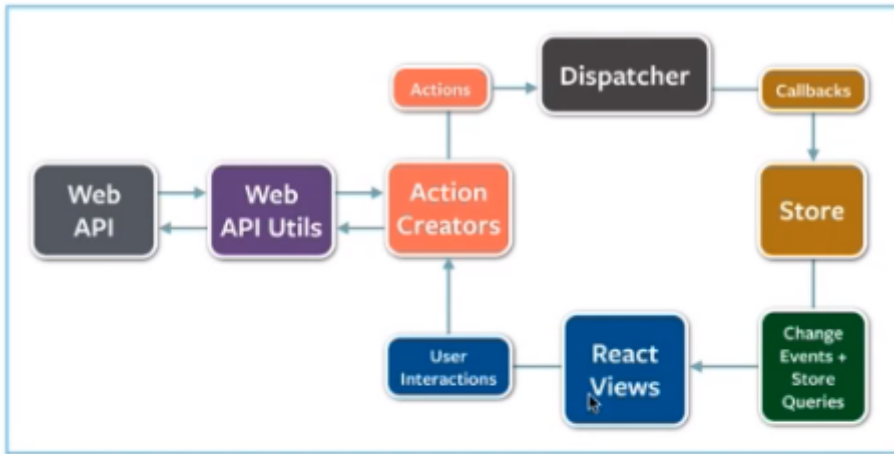 Actions
Dispatcher
Callbacks
Web
API
Web
API Utils
Action
Creators
Store
User
Interactions
React
Views
Change
Events +
Store
Queries